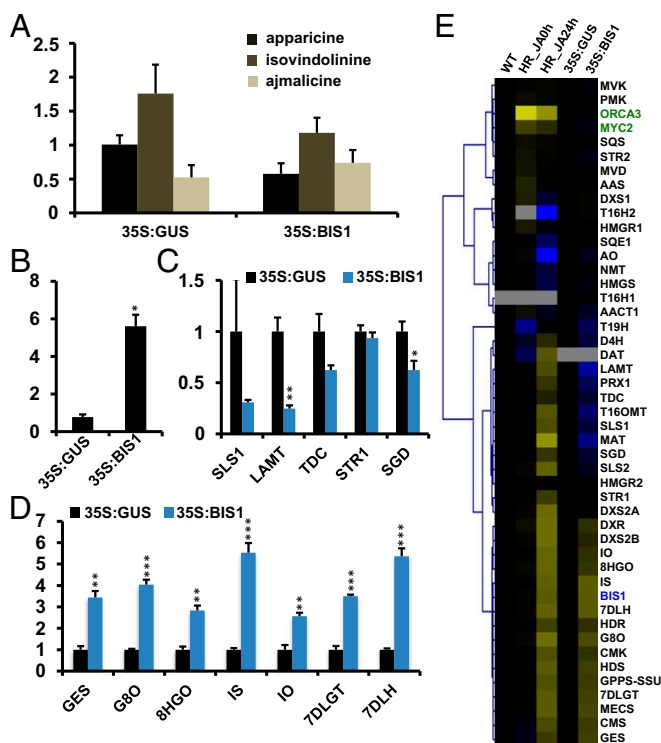 A
2.5
2
1.5
1
0.5
0
apparicine
isovindolinine
ajmalicine
35S:GUS
35S:BIS1
B
8
6
4
2
0
*
35S:GUS
35S:BIS1
C
35S:GUS 35S:BIS1
1.5
1
0.5
0
**
*
SLS1
LAMT
TDC
STR1
SGD
D
35S:GUS 35S:BIS1
7
6
5
4
3
2
1
0
**
***
**
***
**
***
***
GES
G8O
8HGO
IS
IO
7DLGT
7DLH
E
WT
HR_JA0h
HR_JA24h
35S:GUS
35S:BIS1
MVK
PMK
ORCA3
MYC2
SQS
STR2
MVD
AAS
DXS1
T16H2
HMGR1
SQE1
AO
NMT
HMGS
T16H1
AACT1
T19H
D4H
DAT
LAMT
PRX1
TDC
T16OMT
SLS1
MAT
SGD
SLS2
HMGR2
STR1
DXS2A
DXR
DXS2B
IO
8HGO
IS
BIS1
7DLH
HDR
G8O
CMK
HDS
GPPS-SSU
7DLGT
MECS
CMS
GES